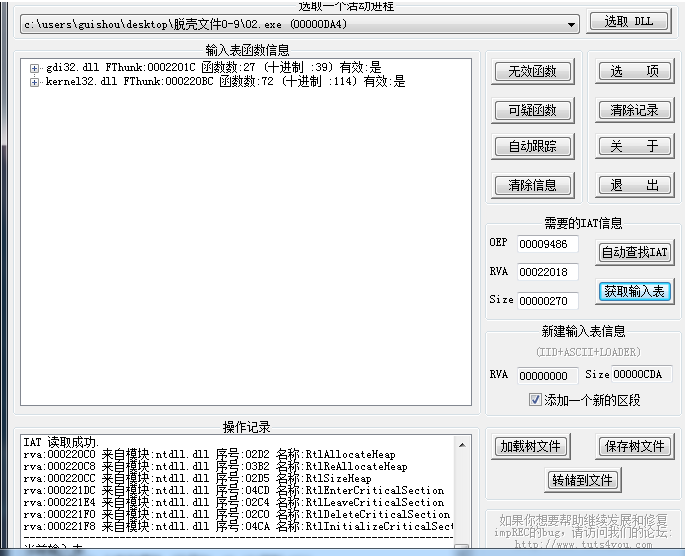 选取一个活动进程
c:\users\guishou\desktop\脱壳文件0-9\02.exe (00000DA4)
选取 DLL
输入表函数信息
gdi32.dll FThunk:0002201C 函数数:27 (十进制 :39) 有效:是
kernel32.dll FThunk:000220BC 函数数:72 (十进制 :114) 有效:是
无效函数
选 项
可疑函数
清除记录
自动跟踪
关 于
清除信息
退 出
需要的IAT信息
OEP 00009486
自动查找IAT
RVA 00022018
获取输入表
Size 00000270
新建输入表信息
(IID+ASCII+LOADER)
RVA 00000000 Size 00000CDA
添加一个新的区段
操作记录
IAT 读取成功.
rva:000220C0 来自模块:ntdll.dll 序号:02D2 名称:RtlAllocateHeap
rva:000220C8 来自模块:ntdll.dll 序号:03B2 名称:RtlReAllocateHeap
rva:000220CC 来自模块:ntdll.dll 序号:02D5 名称:RtlSizeHeap
rva:000221DC 来自模块:ntdll.dll 序号:04CD 名称:RtlEnterCriticalSection
rva:000221E4 来自模块:ntdll.dll 序号:02C4 名称:RtlLeaveCriticalSection
rva:000221F0 来自模块:ntdll.dll 序号:02C0 名称:RtlDeleteCriticalSection
rva:000221F8 来自模块:ntdll.dll 序号:04CA 名称:RtlInitializeCriticalSect
加载树文件
保存树文件
转储到文件
如果你想要帮助继续发展和修复
impREC的bug，请访问我们的论坛:
http://www.tuts4you.com